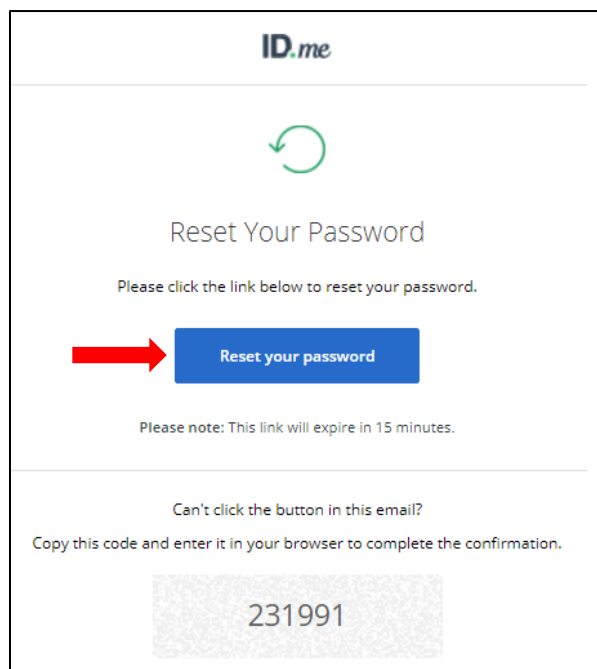 ID.me
Reset Your Password
Please click the link below to reset your password.
Reset your password
Please note: This link will expire in 15 minutes.
Can't click the button in this email?
Copy this code and enter it in your browser to complete the confirmation.
231991